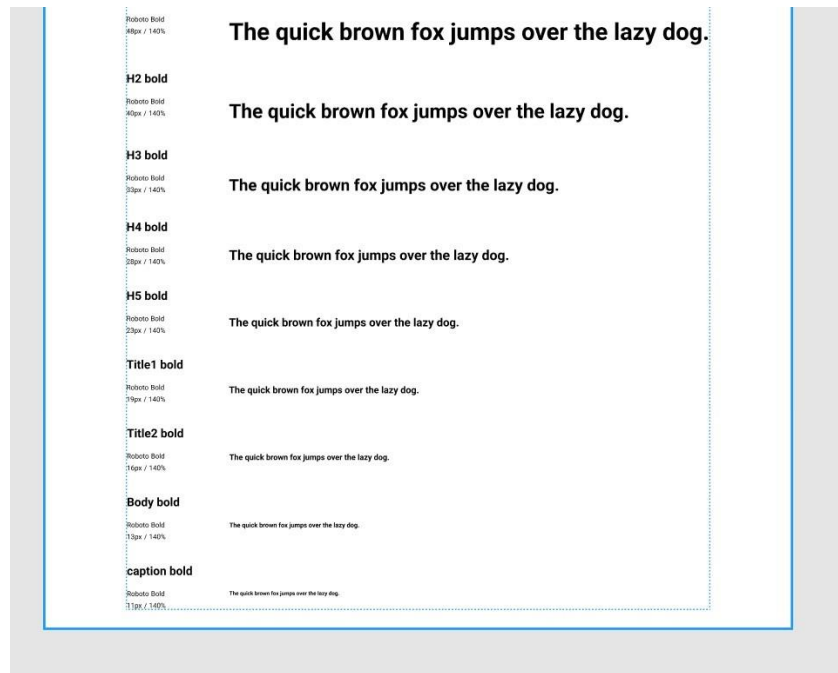 Roboto Bold
48px / 140%
The quick brown fox jumps over the lazy dog.
H2 bold
Roboto Bold
40px / 140%
The quick brown fox jumps over the lazy dog.
H3 bold
Roboto Bold
33px / 140%
The quick brown fox jumps over the lazy dog.
H4 bold
Roboto Bold
28px / 140%
The quick brown fox jumps over the lazy dog.
H5 bold
Roboto Bold
23px / 140%
The quick brown fox jumps over the lazy dog.
Title1 bold
Roboto Bold
19px / 140%
The quick brown fox jumps over the lazy dog.
Title2 bold
Roboto Bold
16px / 140%
The quick brown fox jumps over the lazy dog.
Body bold
Roboto Bold
13px / 140%
The quick brown fox jumps over the lazy dog.
caption bold
Roboto Bold
11px / 140%
The quick brown fox jumps over the lazy dog.